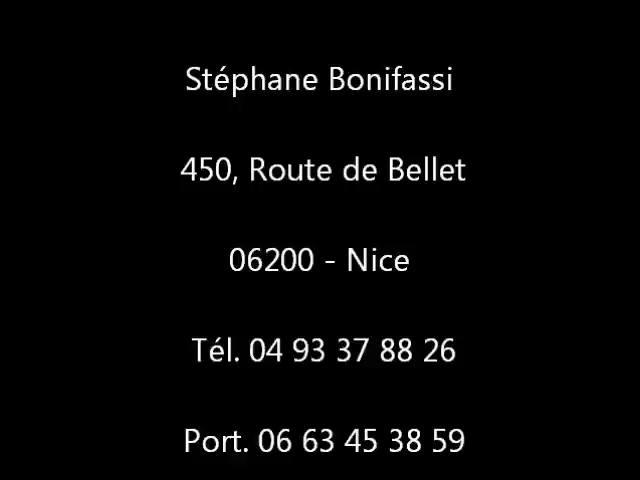 Stéphane Bonifassi
450, Route de Bellet
06200 - Nice
Tél. 04 93 37 88 26
Port. 06 63 45 38 59